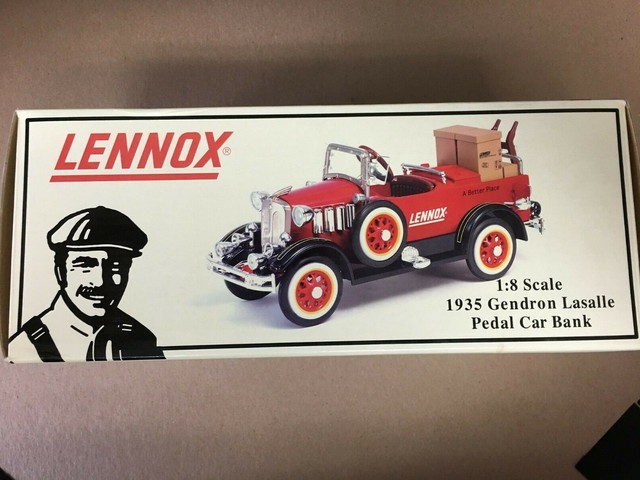 LENNOX®
A Better Place
LENNOX
1:8 Scale
1935 Gendron Lasalle
Pedal Car Bank